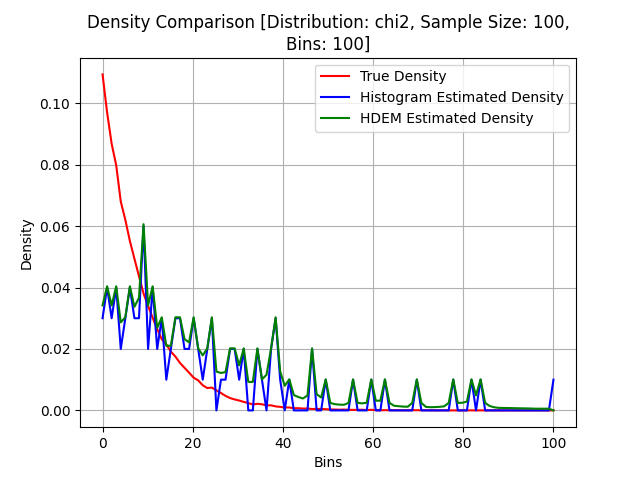 Density Comparison [Distribution: chi2, Sample Size: 100,
Bins: 100]
True Density
Histogram Estimated Density
HDEM Estimated Density
Density
0.10
0.08
0.06
0.04
0.02
0.00
0 20 40 60 80 100
Bins